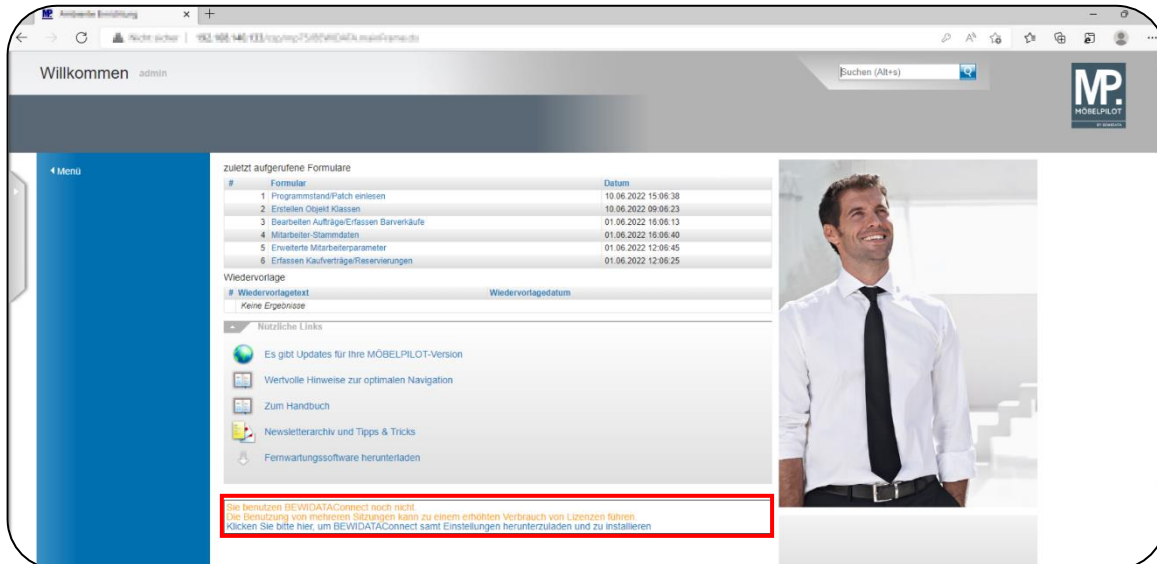 Nicht sicher
Willkommen admin
Suchen (Alt+s)
MP.
MÖBELPILOT
Menü
zuletzt aufgerufene Formulare
# Formular Datum
1 Programmstand/Patch einlesen 10.06.2022 15:06:38
2 Erstellen Objekt Klassen 10.06.2022 09:06:23
3 Bearbeiten Aufträge/Erfassen Barverkäufe 01.06.2022 16:06:13
4 Mitarbeiter-Stammdaten 01.06.2022 16:06:40
5 Erweiterte Mitarbeiterparameter 01.06.2022 12:06:45
6 Erfassen Kaufverträge/Reservierungen 01.06.2022 12:06:25
Wiedervorlage
# Wiedervorlagetext Wiedervorlagedatum
Keine Ergebnisse
Nützliche Links
Es gibt Updates für Ihre MÖBELPILOT-Version
Wertvolle Hinweise zur optimalen Navigation
Zum Handbuch
Newsletterarchiv und Tipps & Tricks
Fernwartungssoftware herunterladen
Sie benutzen BEWIDATAConnect noch nicht.
Die Benutzung von mehreren Sitzungen kann zu einem erhöhten Verbrauch von Lizenzen führen.
Klicken Sie bitte hier, um BEWIDATAConnect samt Einstellungen herunterzuladen und zu installieren